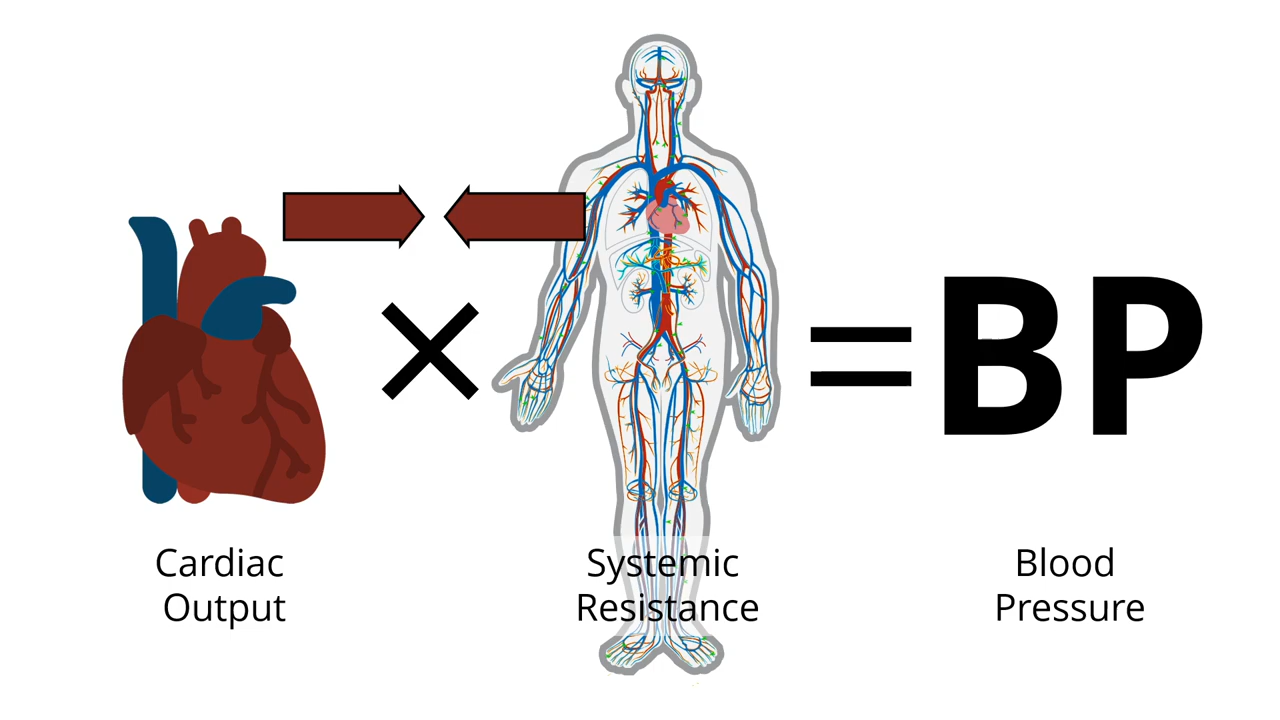 × = BP
Cardiac
Output
Systemic
Resistance
Blood
Pressure